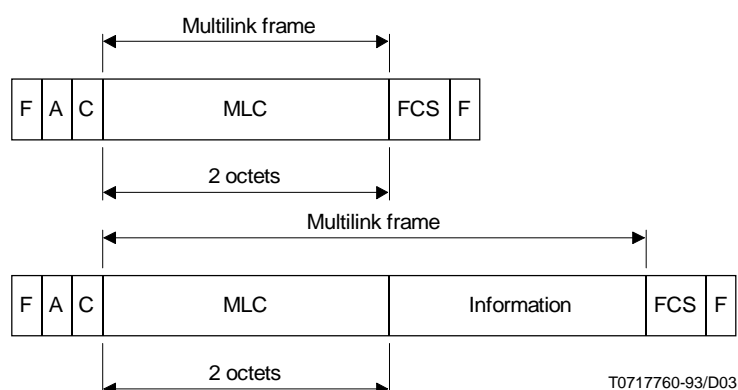 Multilink frame
F A C MLC FCS F
2 octets
Multilink frame
F A C MLC Information FCS F
2 octets
T0717760-93/D03